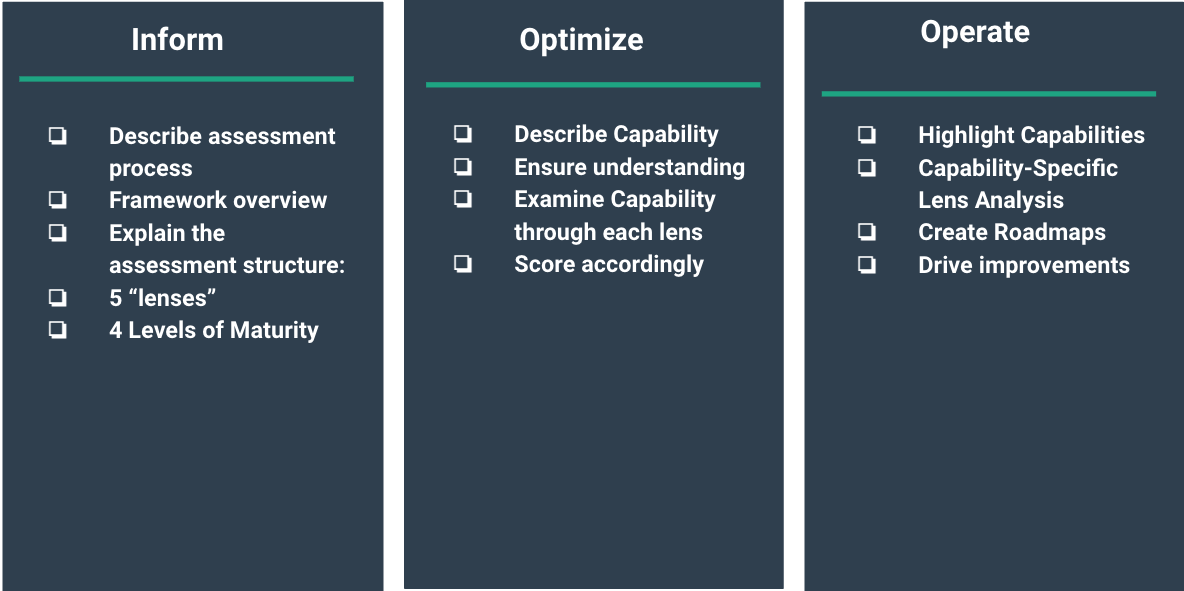 Inform
Describe assessment
process
Framework overview
Explain the
assessment structure:
5 “lenses”
4 Levels of Maturity
Optimize
Describe Capability
Ensure understanding
Examine Capability
through each lens
Score accordingly
Operate
Highlight Capabilities
Capability-Specific
Lens Analysis
Create Roadmaps
Drive improvements